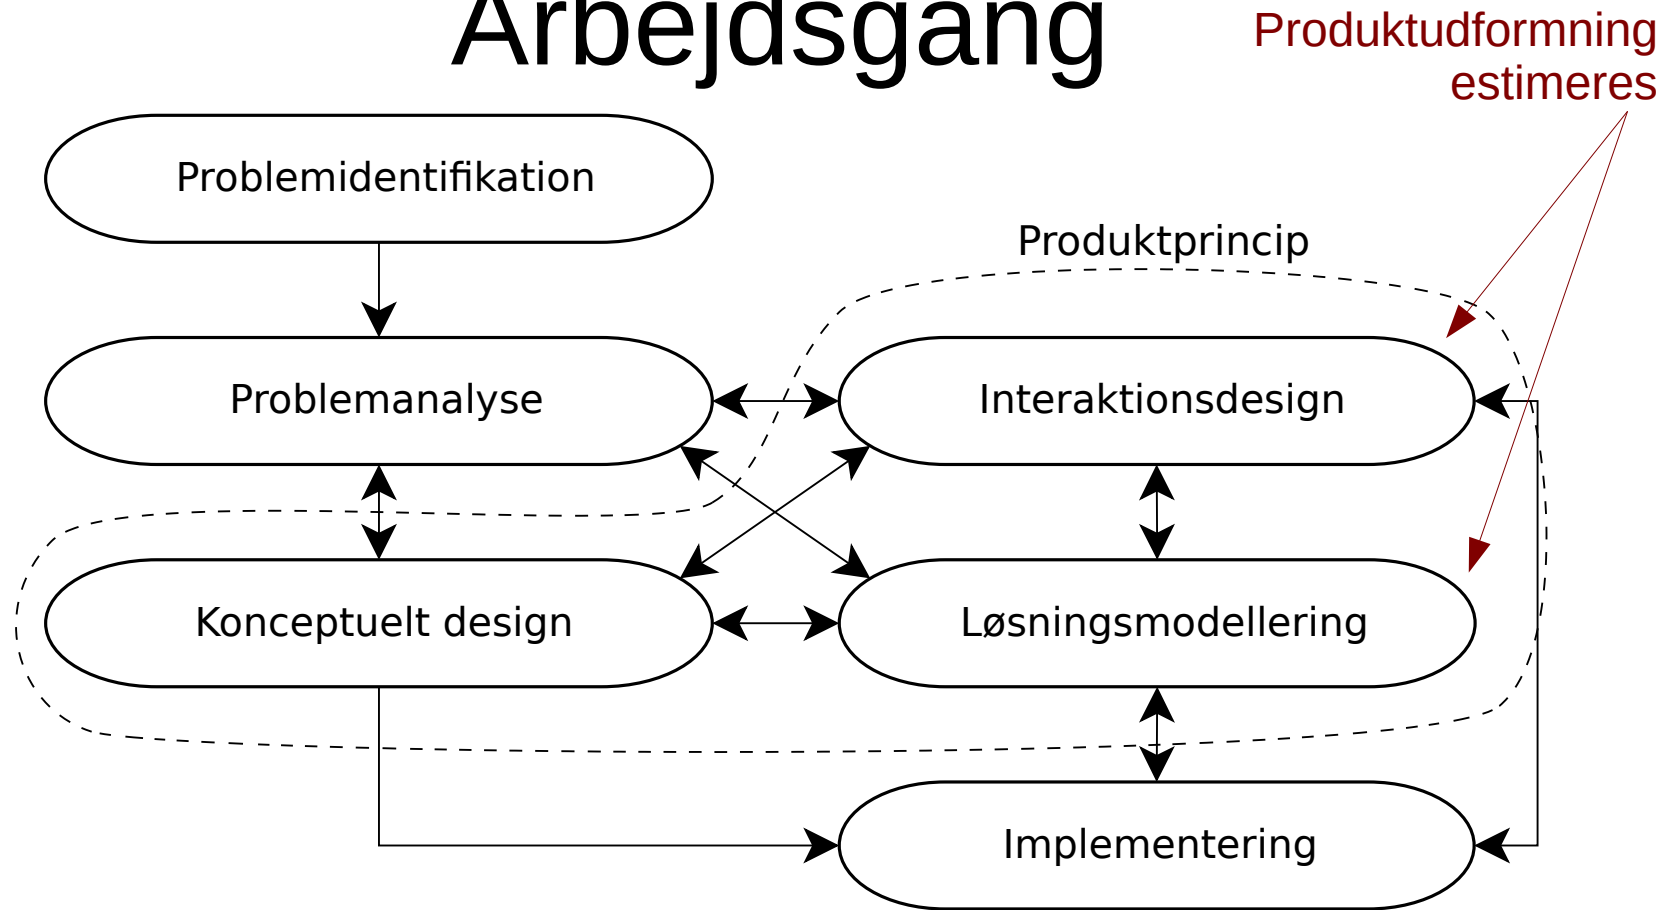 Arbejdsgang
Produktudformning
estimeres
Problemidentifikation
Produktprincip
Problemanalyse
Interaktionsdesign
Konceptuelt design
Løsningsmodellering
Implementering